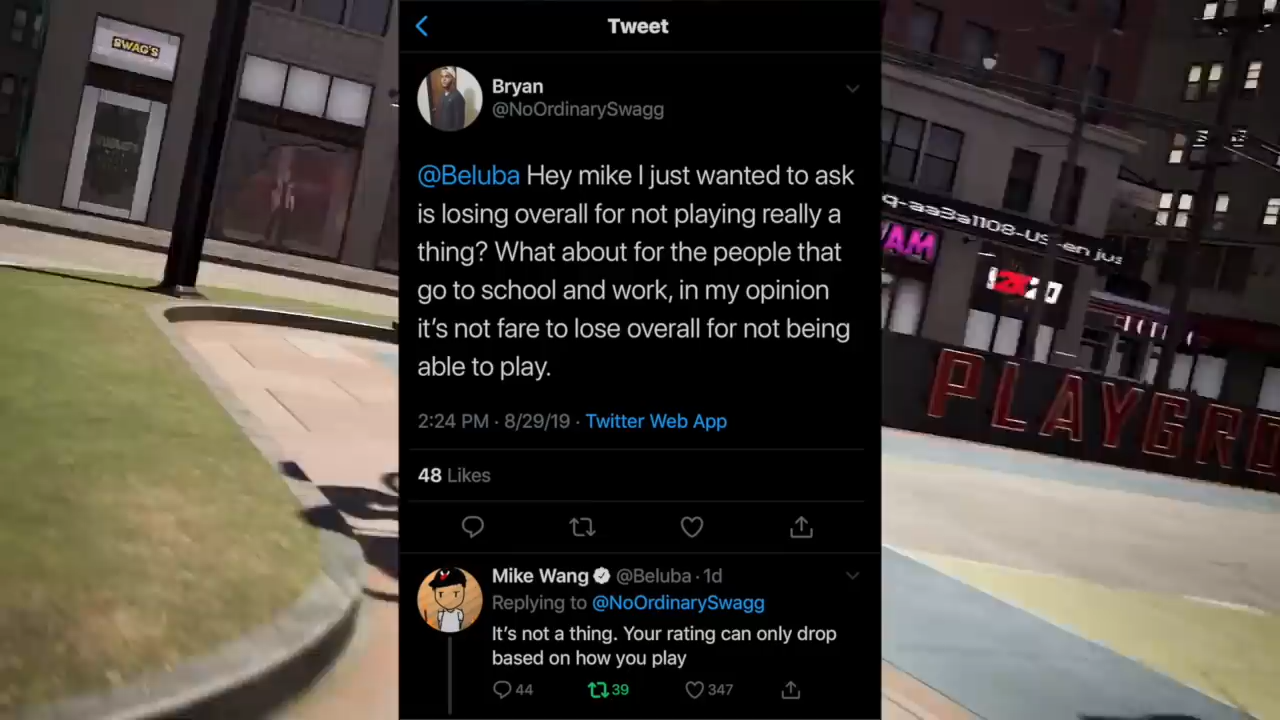 SWAG'S
Tweet
Bryan
@NoOrdinarySwagg
@Beluba Hey mike I just wanted to ask
is losing overall for not playing really a
thing? What about for the people that
go to school and work, in my opinion
it's not fare to lose overall for not being
able to play.
2:24 PM · 8/29/19 · Twitter Web App
48 Likes
Mike Wang @Beluba · 1d
Replying to @NoOrdinarySwagg
It's not a thing. Your rating can only drop
based on how you play
44
39
347
PLAYGRO